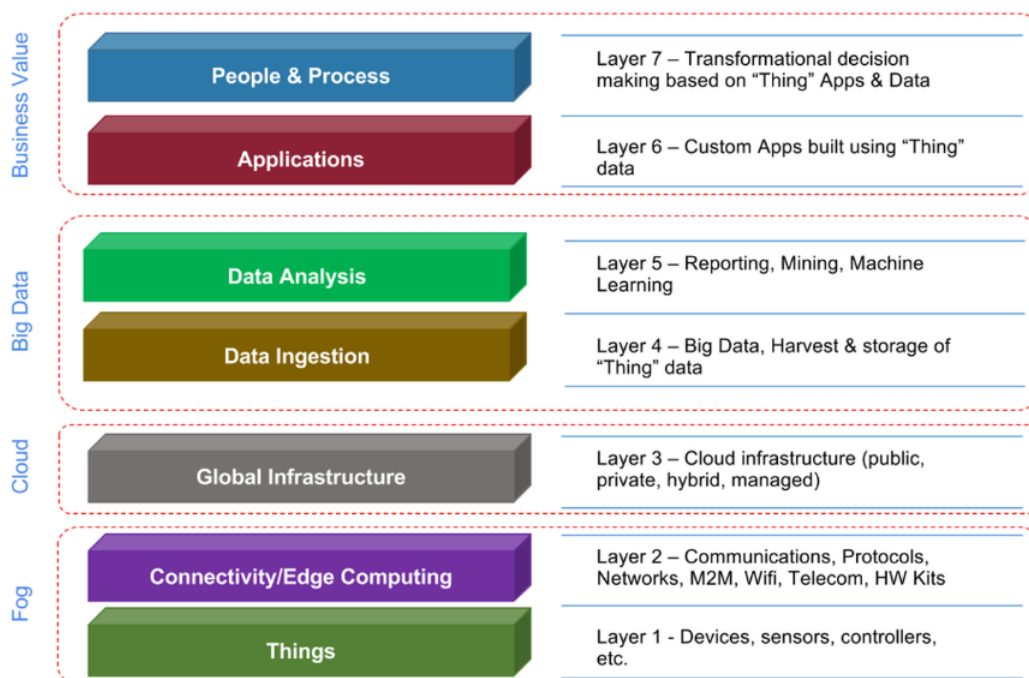 Business Value
People & Process
Layer 7 – Transformational decision
making based on “Thing” Apps & Data
Applications
Layer 6 – Custom Apps built using “Thing”
data
Big Data
Data Analysis
Layer 5 – Reporting, Mining, Machine
Learning
Data Ingestion
Layer 4 – Big Data, Harvest & storage of
“Thing” data
Cloud
Global Infrastructure
Layer 3 – Cloud infrastructure (public,
private, hybrid, managed)
Fog
Connectivity/Edge Computing
Layer 2 – Communications, Protocols,
Networks, M2M, Wifi, Telecom, HW Kits
Things
Layer 1 - Devices, sensors, controllers,
etc.